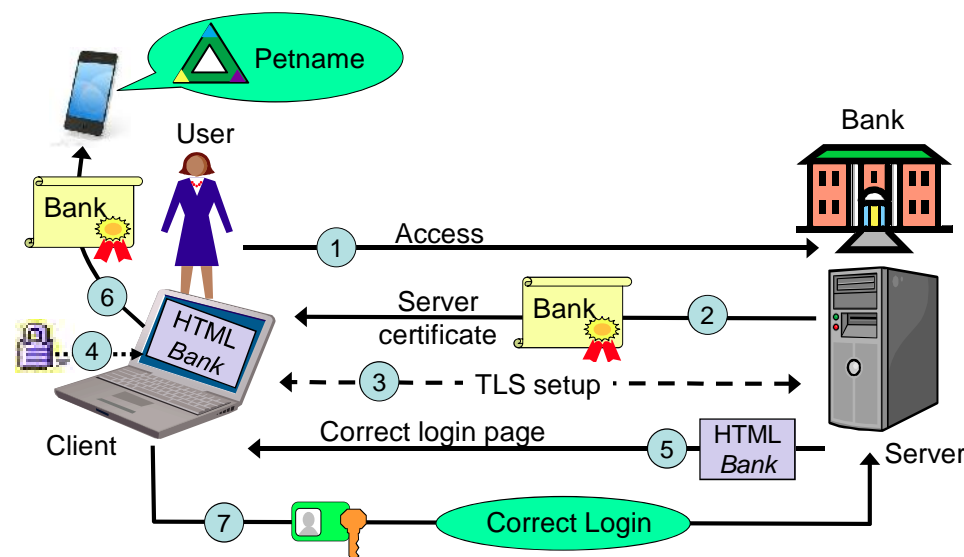 Petname
User
Bank
Bank
1
Access
6
Server
certificate
Bank
2
HTML
Bank
4
3
TLS setup
Client
Correct login page
5
HTML
Bank
Server
7
Correct Login